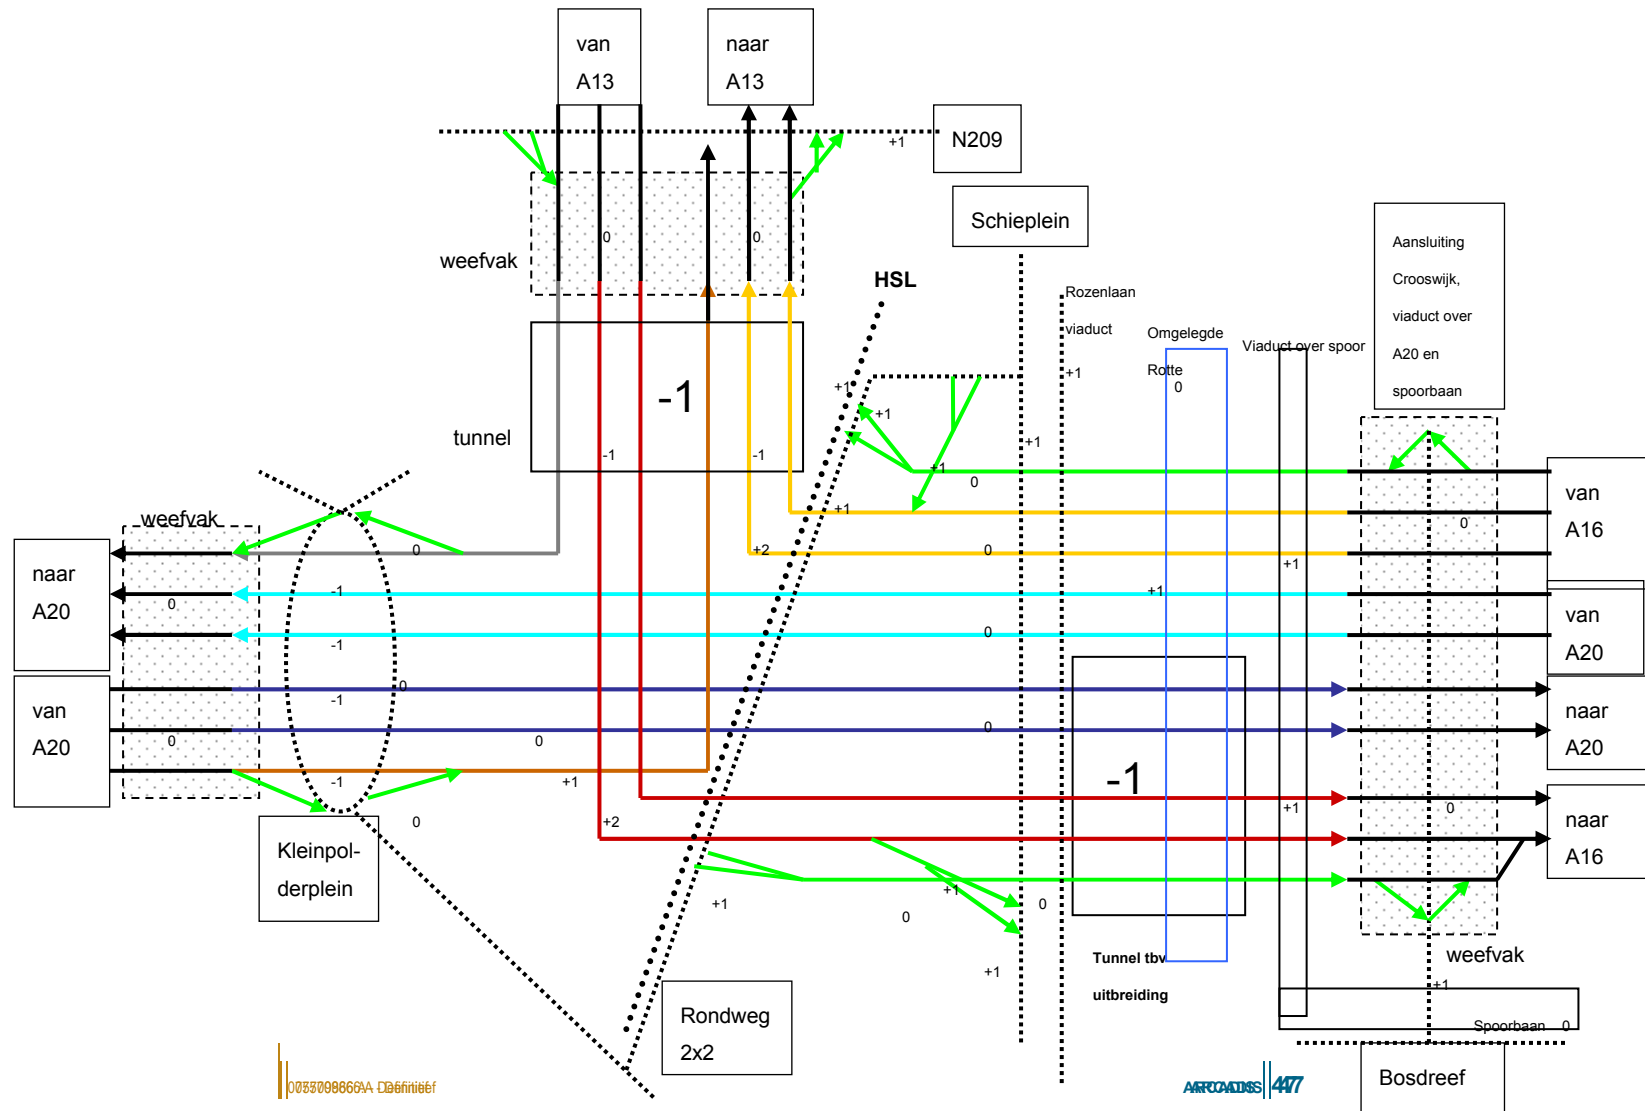 van
A13
naar
A13
+1
N209
Schieplein
weefvak
0
0
HSL
Rozenlaan
viaduct
+1
Omgelegde
Rotte
0
Viaduct over spoor
Aansluiting
Crooswijk,
viaduct over
A20 en
spoorbaan
-1
tunnel
-1
-1
+1
+1
+1
+1
0
+1
weefvak
0
+2
0
+1
0
van
A16
naar
A20
0
-1
-1
0
+1
van
A20
van
A20
0
-1
0
-1
0
+1
0
-1
naar
A20
Kleinpol-
derplein
0
+2
+1
0
naar
A16
+1
0
+1
0
+1
Tunnel tbv
uitbreiding
weefvak
+1
Rondweg
2x2
Spoorbaan 0
Bosdreef